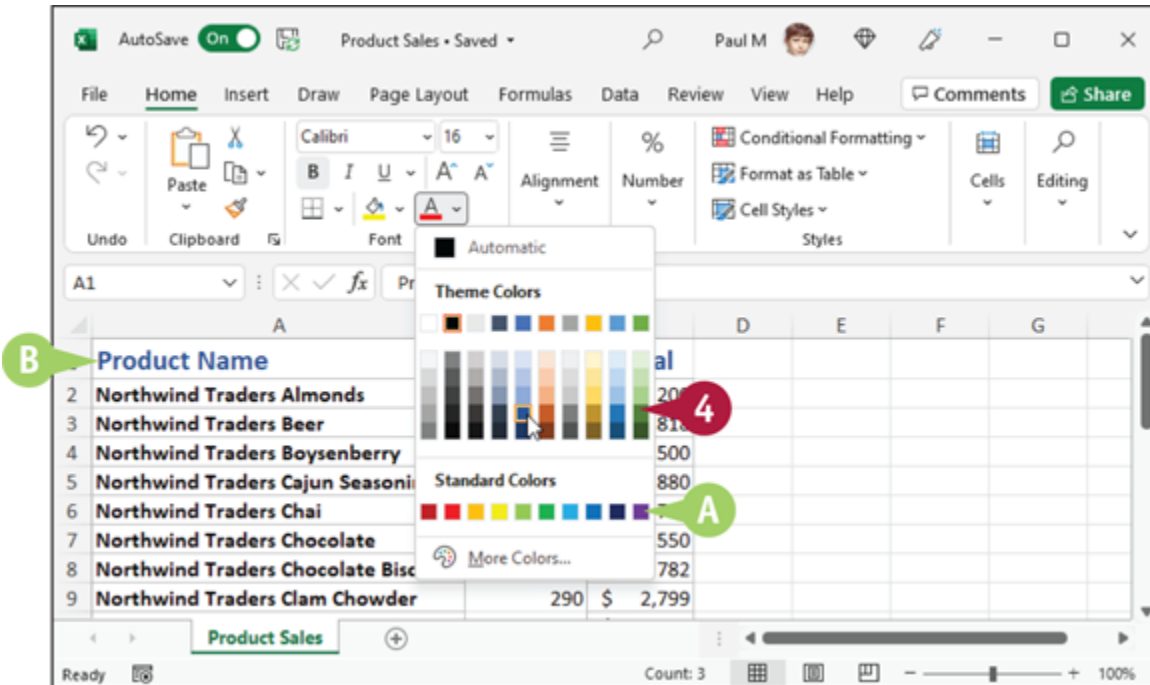 AutoSave On Product Sales • Saved Paul M
File Home Insert Draw Page Layout Formulas Data Review View Help Comments Share
Calibri 16
Paste B I U A A Alignment % Number Conditional Formatting Format as Table Cell Styles Cells Editing
A
Undo Clipboard Font Styles
Automatic
A1 fx Pr
Theme Colors
A D E F G
B Product Name al
2 Northwind Traders Almonds
3 Northwind Traders Beer 4
4 Northwind Traders Boysenberry 500
5 Northwind Traders Cajun Seasoni Standard Colors 880
6 Northwind Traders Chai A
7 Northwind Traders Chocolate 550
8 Northwind Traders Chocolate Bisc More Colors... 782
9 Northwind Traders Clam Chowder 290 $ 2,799
Product Sales
Ready Count: 3 100%